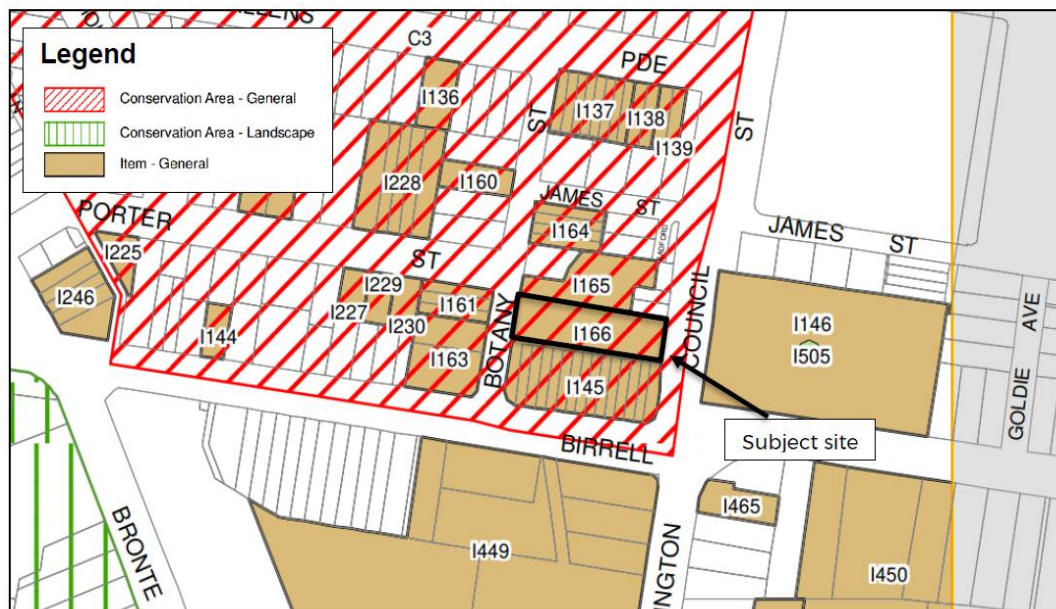 LLENS
Legend
Conservation Area - General
Conservation Area - Landscape
Item - General
C3
PDE
I136
I137
I138
I139
ST
ST
I228
I160
JAMES
ST
I164
PORTER
I225
ST
I246
I229
I161
I227
I230
I144
I163
BOTANY
I165
I166
I145
COUNCIL
JAMES
ST
I146
I505
AVE
GOLDIE
Subject site
BIRRELL
BRONTE
I449
I465
INGTON
I450